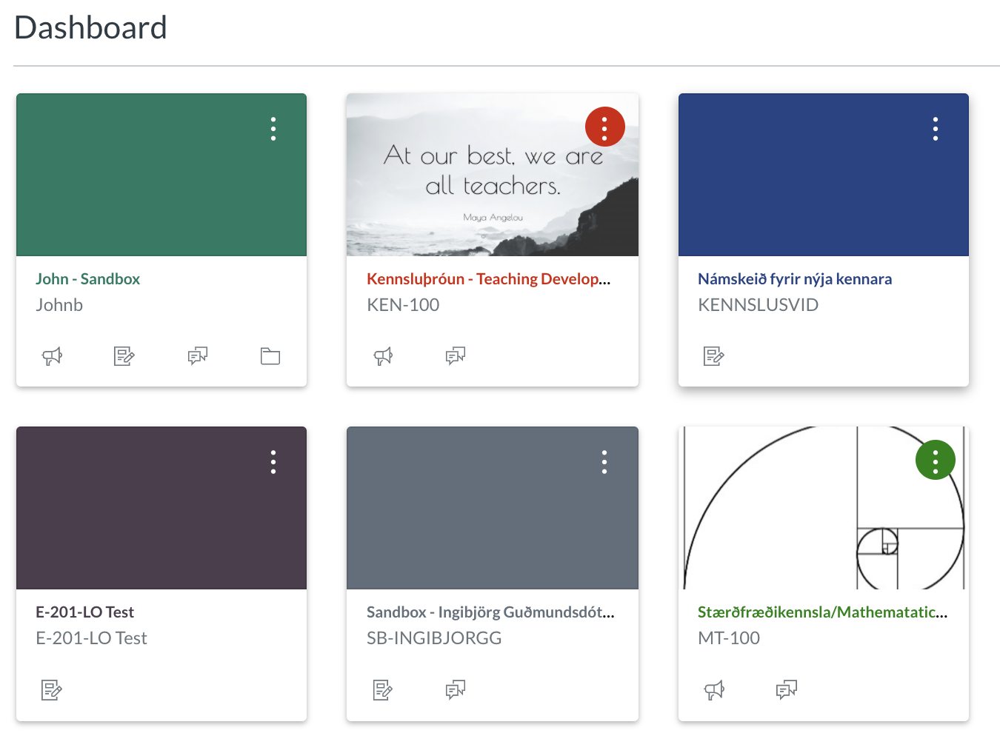 Dashboard
At our best, we are
all teachers.
Maya Angelou
John - Sandbox
Johnb
Kennsluþróun - Teaching Develop...
KEN-100
Námskeið fyrir nýja kennara
KENNSLUSVID
E-201-LO Test
E-201-LO Test
Sandbox - Ingibjörg Guðmundsdót...
SB-INGIBJORGG
Stærðfræðikennsla/Mathematatic...
MT-100